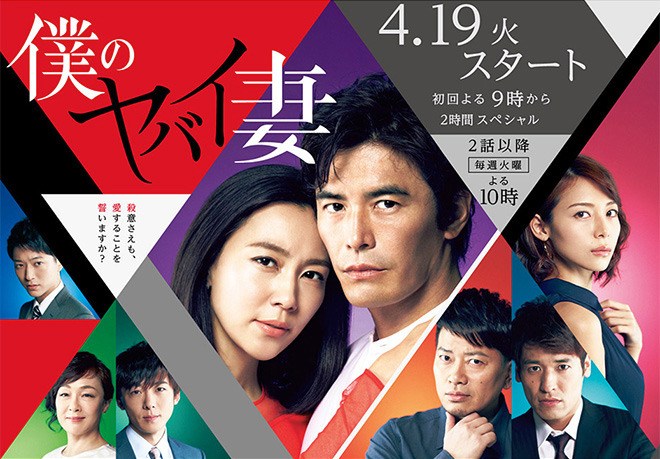 僕の
ヤバイ妻
4.19火
スタート
初回よる9時から
2時間スペシャル
2話以降
毎週火曜
よる
10時
殺意さえも、
愛することを
誓いますか?